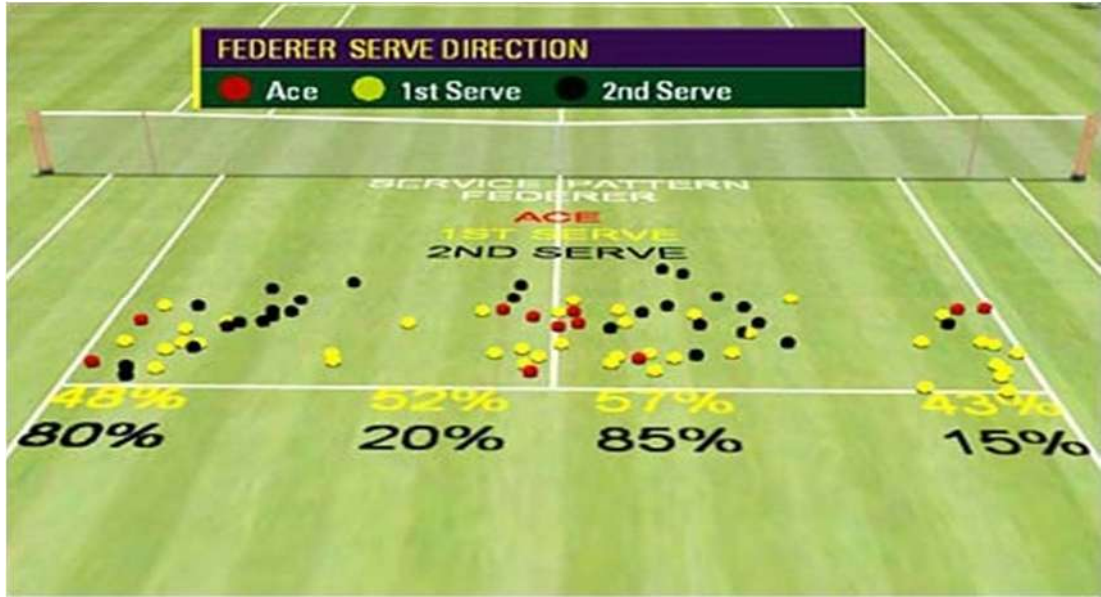 FEDERER SERVE DIRECTION
Ace 1st Serve 2nd Serve
SERVICE PATTERN
FEDERER
ACE
1ST SERVE
2ND SERVE
48% 52% 57% 43%
80% 20% 85% 15%